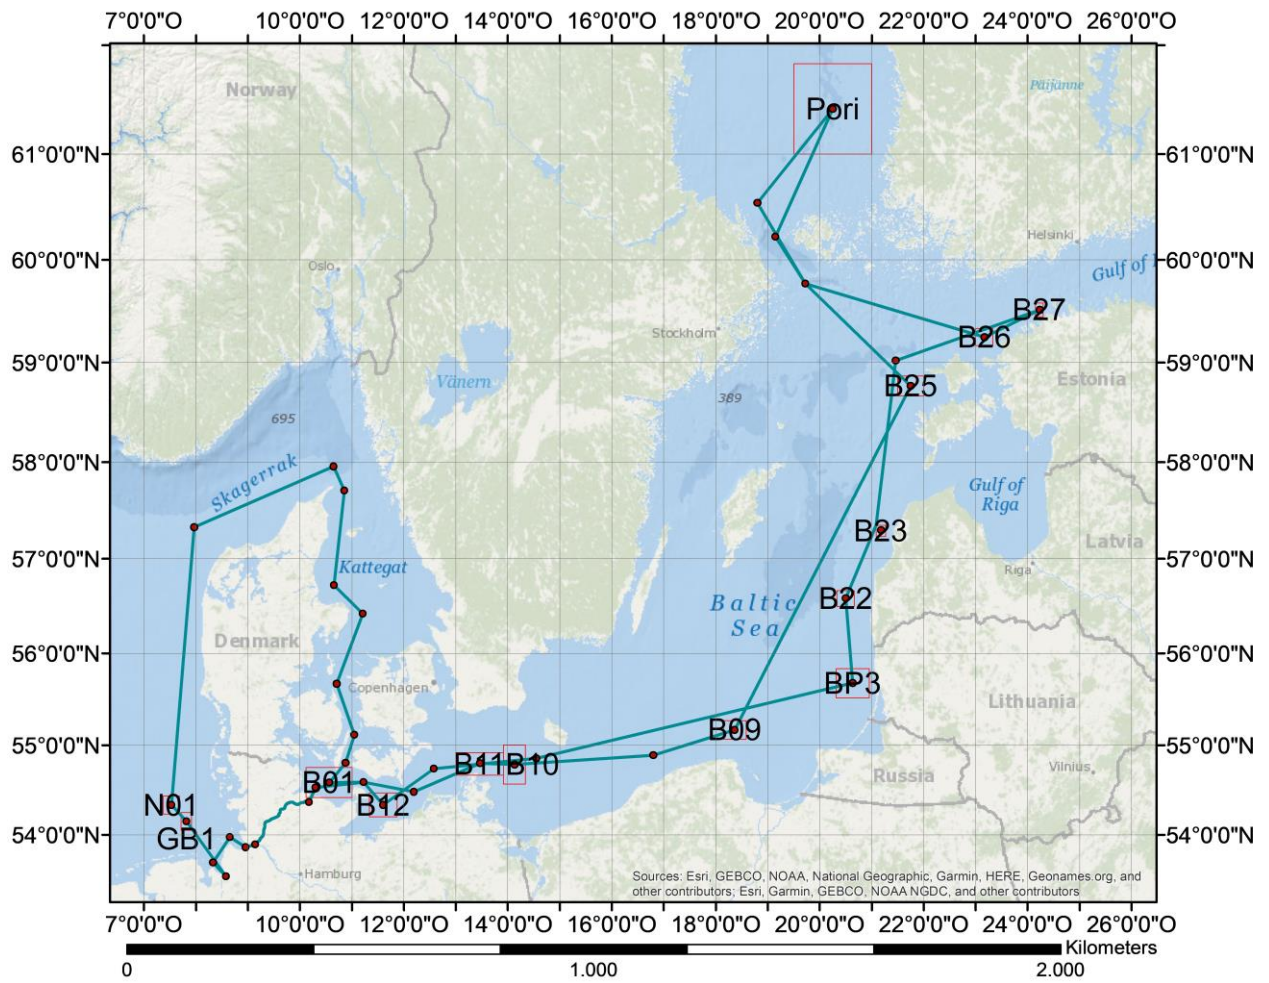 7°0'0"O 10°0'0"O 12°0'0"O 14°0'0"O 16°0'0"O 18°0'0"O 20°0'0"O 22°0'0"O 24°0'0"O 26°0'0"O
Norway
Päijänne
Pori
61°0'0"N 61°0'0"N
Helsinki
Oslo
60°0'0"N 60°0'0"N
Gulf of
B27
Stockholm
B26
59°0'0"N 59°0'0"N
Vänern
B25
Estonia
389
695
58°0'0"N 58°0'0"N
Skagerrak
Gulf of
Riga
B23
Latvia
57°0'0"N 57°0'0"N
Kattegat
Riga
B22
Baltic
Sea
Denmark
56°0'0"N 56°0'0"N
Copenhagen
BP3
Lithuania
B09
55°0'0"N 55°0'0"N
B11 B10
Vilnius
Russia
B01
N01
B12
GB1
54°0'0"N 54°0'0"N
Hamburg
Sources: Esri, GEBCO, NOAA, National Geographic, Garmin, HERE, Geonames.org, and
other contributors; Esri, Garmin, GEBCO, NOAA NGDC, and other contributors
7°0'0"O 10°0'0"O 12°0'0"O 14°0'0"O 16°0'0"O 18°0'0"O 20°0'0"O 22°0'0"O 24°0'0"O 26°0'0"O
Kilometers
0 1.000 2.000